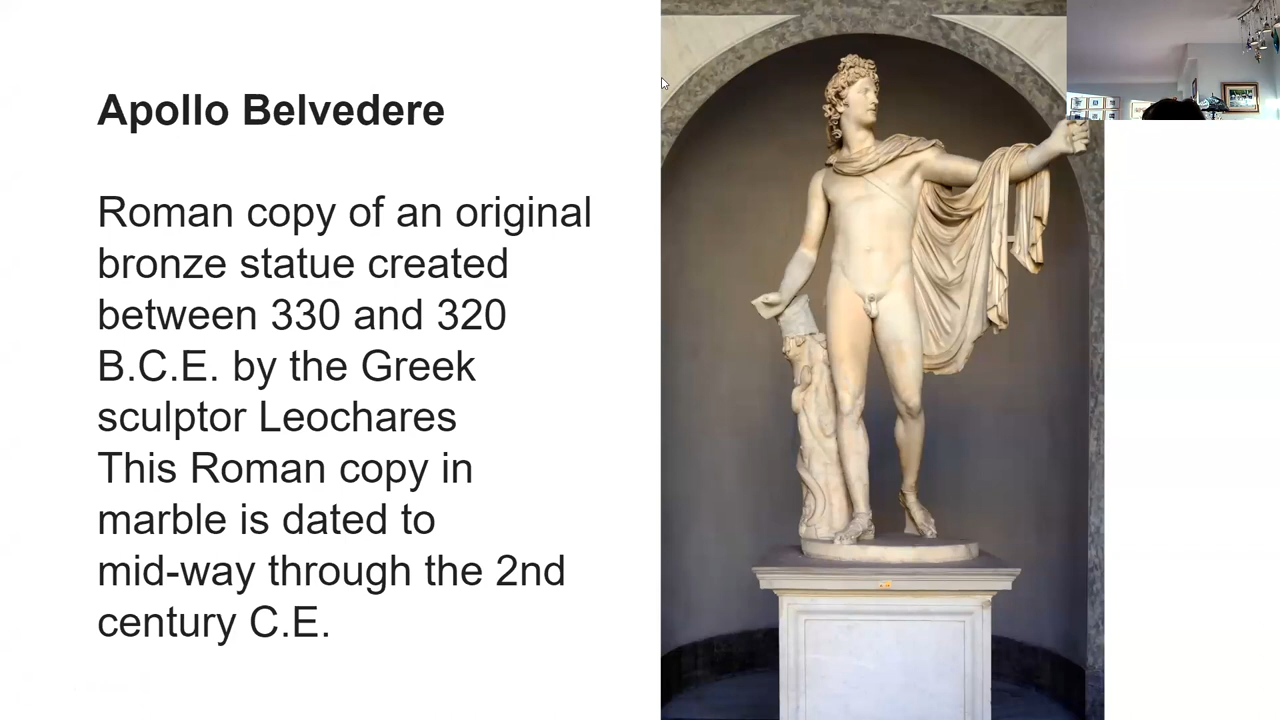 Apollo Belvedere
Roman copy of an original
bronze statue created
between 330 and 320
B.C.E. by the Greek
sculptor Leochares
This Roman copy in
marble is dated to
mid-way through the 2nd
century C.E.